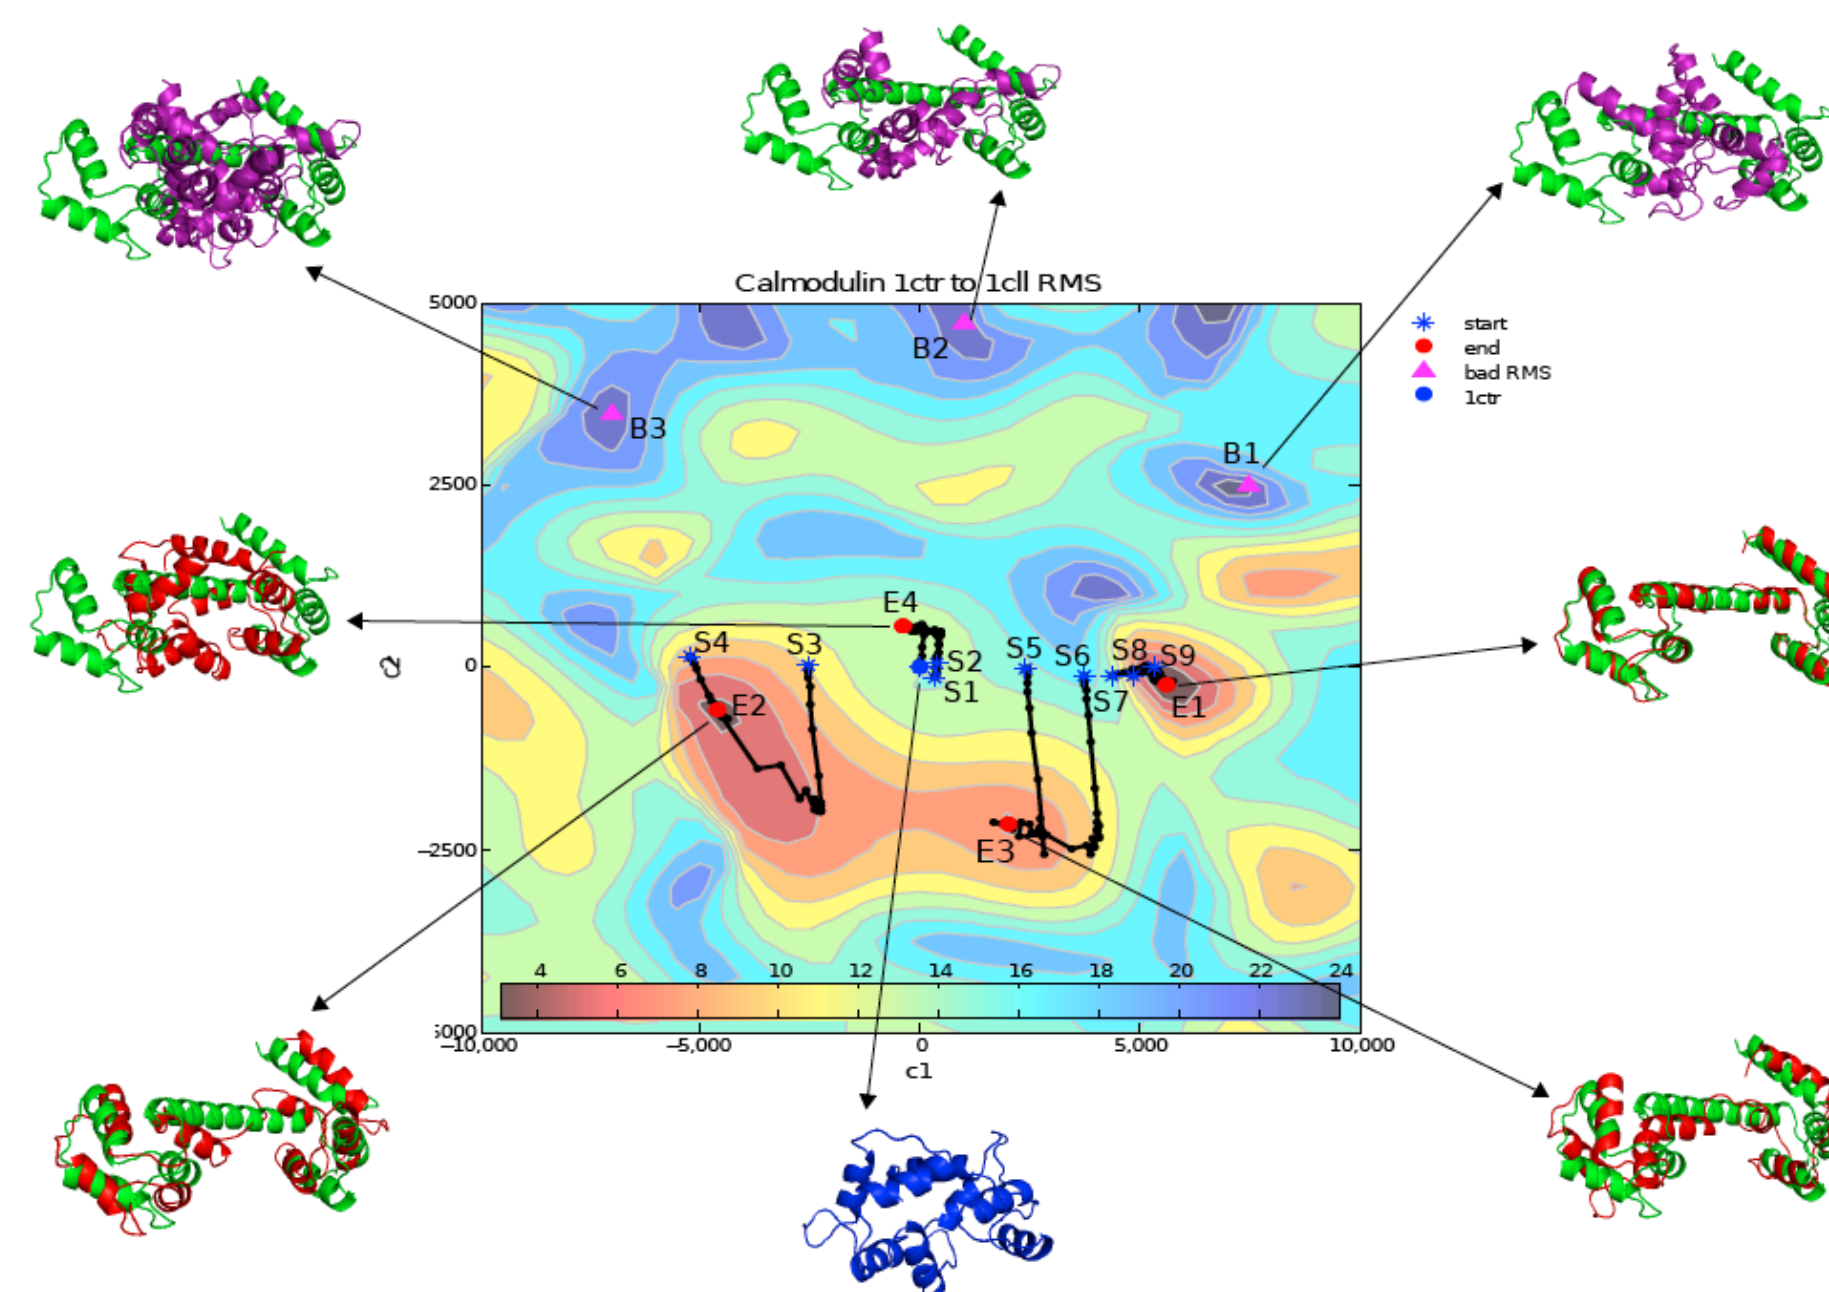 Calmodulin 1ctr to 1cll RMS
5000
start
B2
end
bad RMS
1ctr
B3
B1
2500
E4
S4
S3
S5
S6
S8
S9
S2
c2
0
S1
S7
E2
E1
−2500
E3
4 6 8 10 12 14 16 18 20 22 24
5000
−10,000 −5,000 0 5,000 10,000
c1